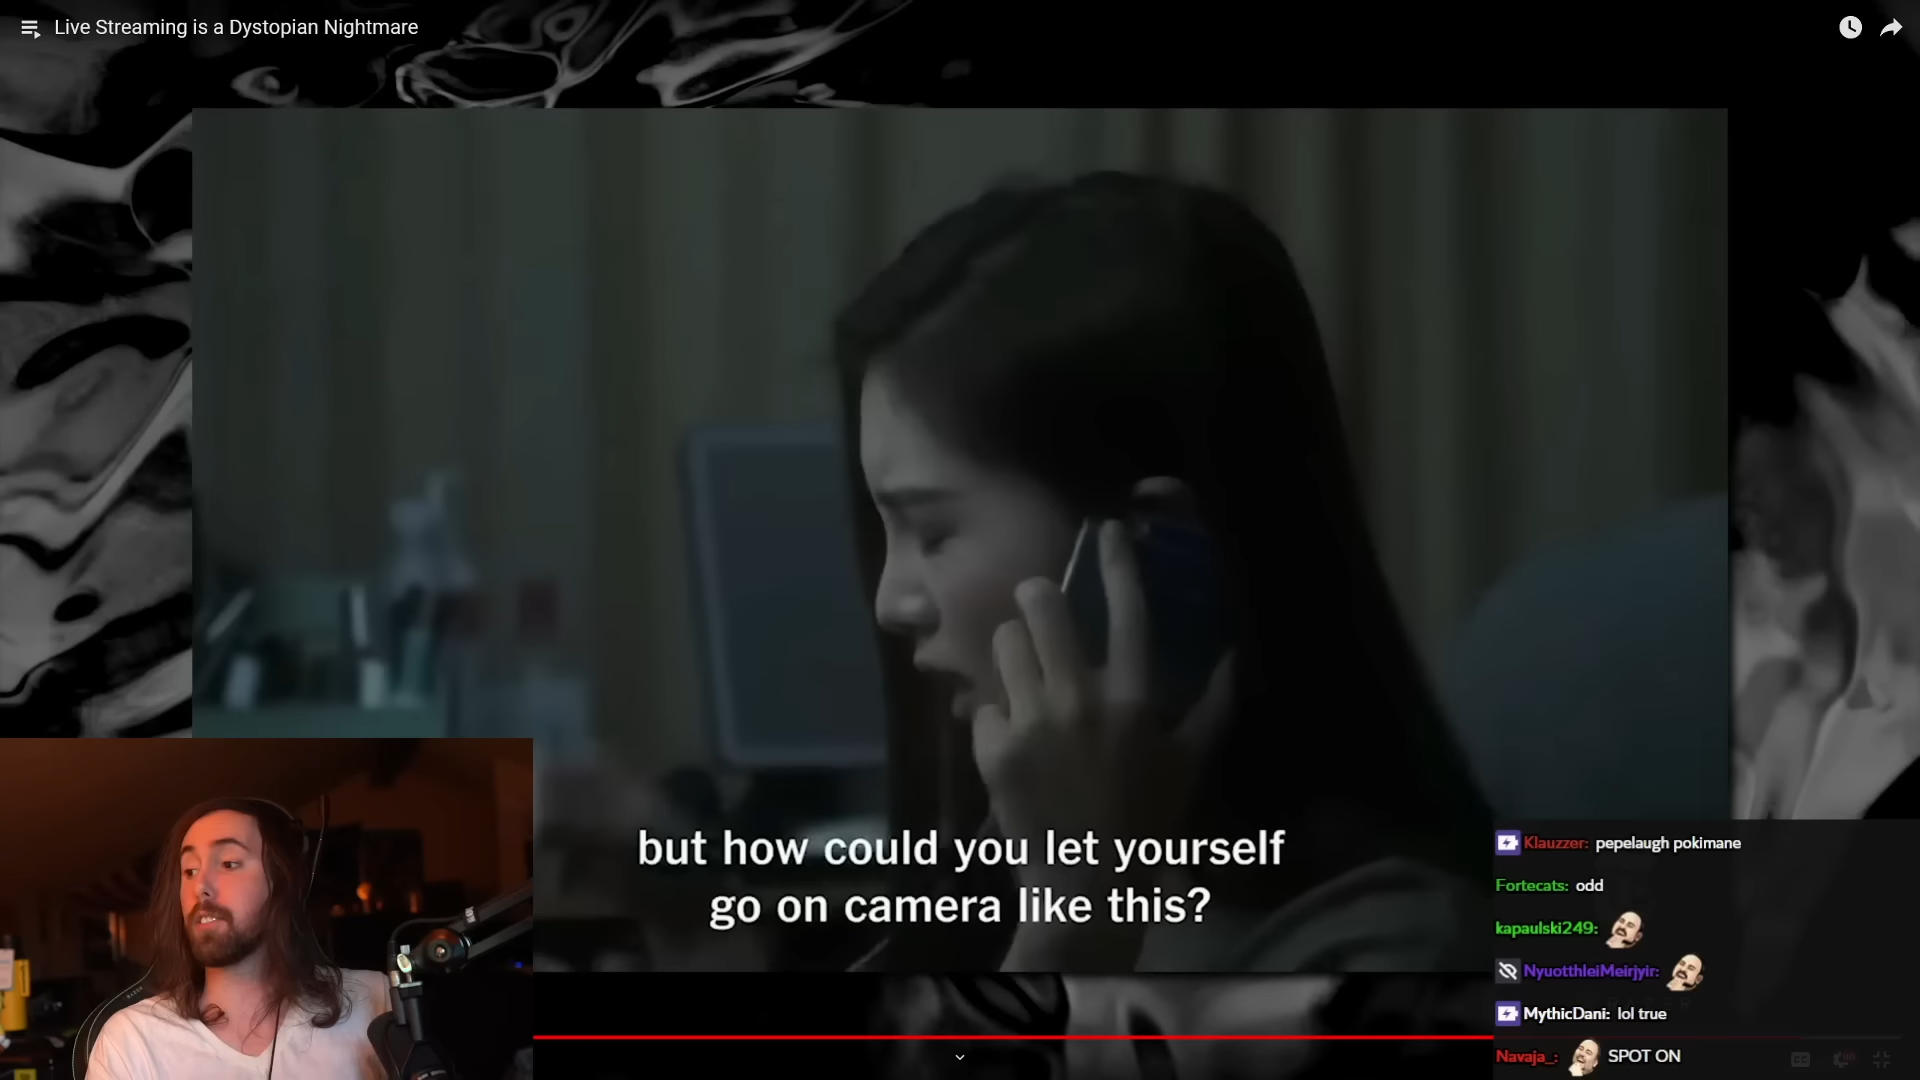 Live Streaming is a Dystopian Nightmare
but how could you let yourself
go on camera like this?
Klauzzer: pepelaugh pokimane
Fortecats: odd
kapaulski249:
NyuotthleiMeirjyir:
MythicDani: lol true
Navaja_: SPOT ON